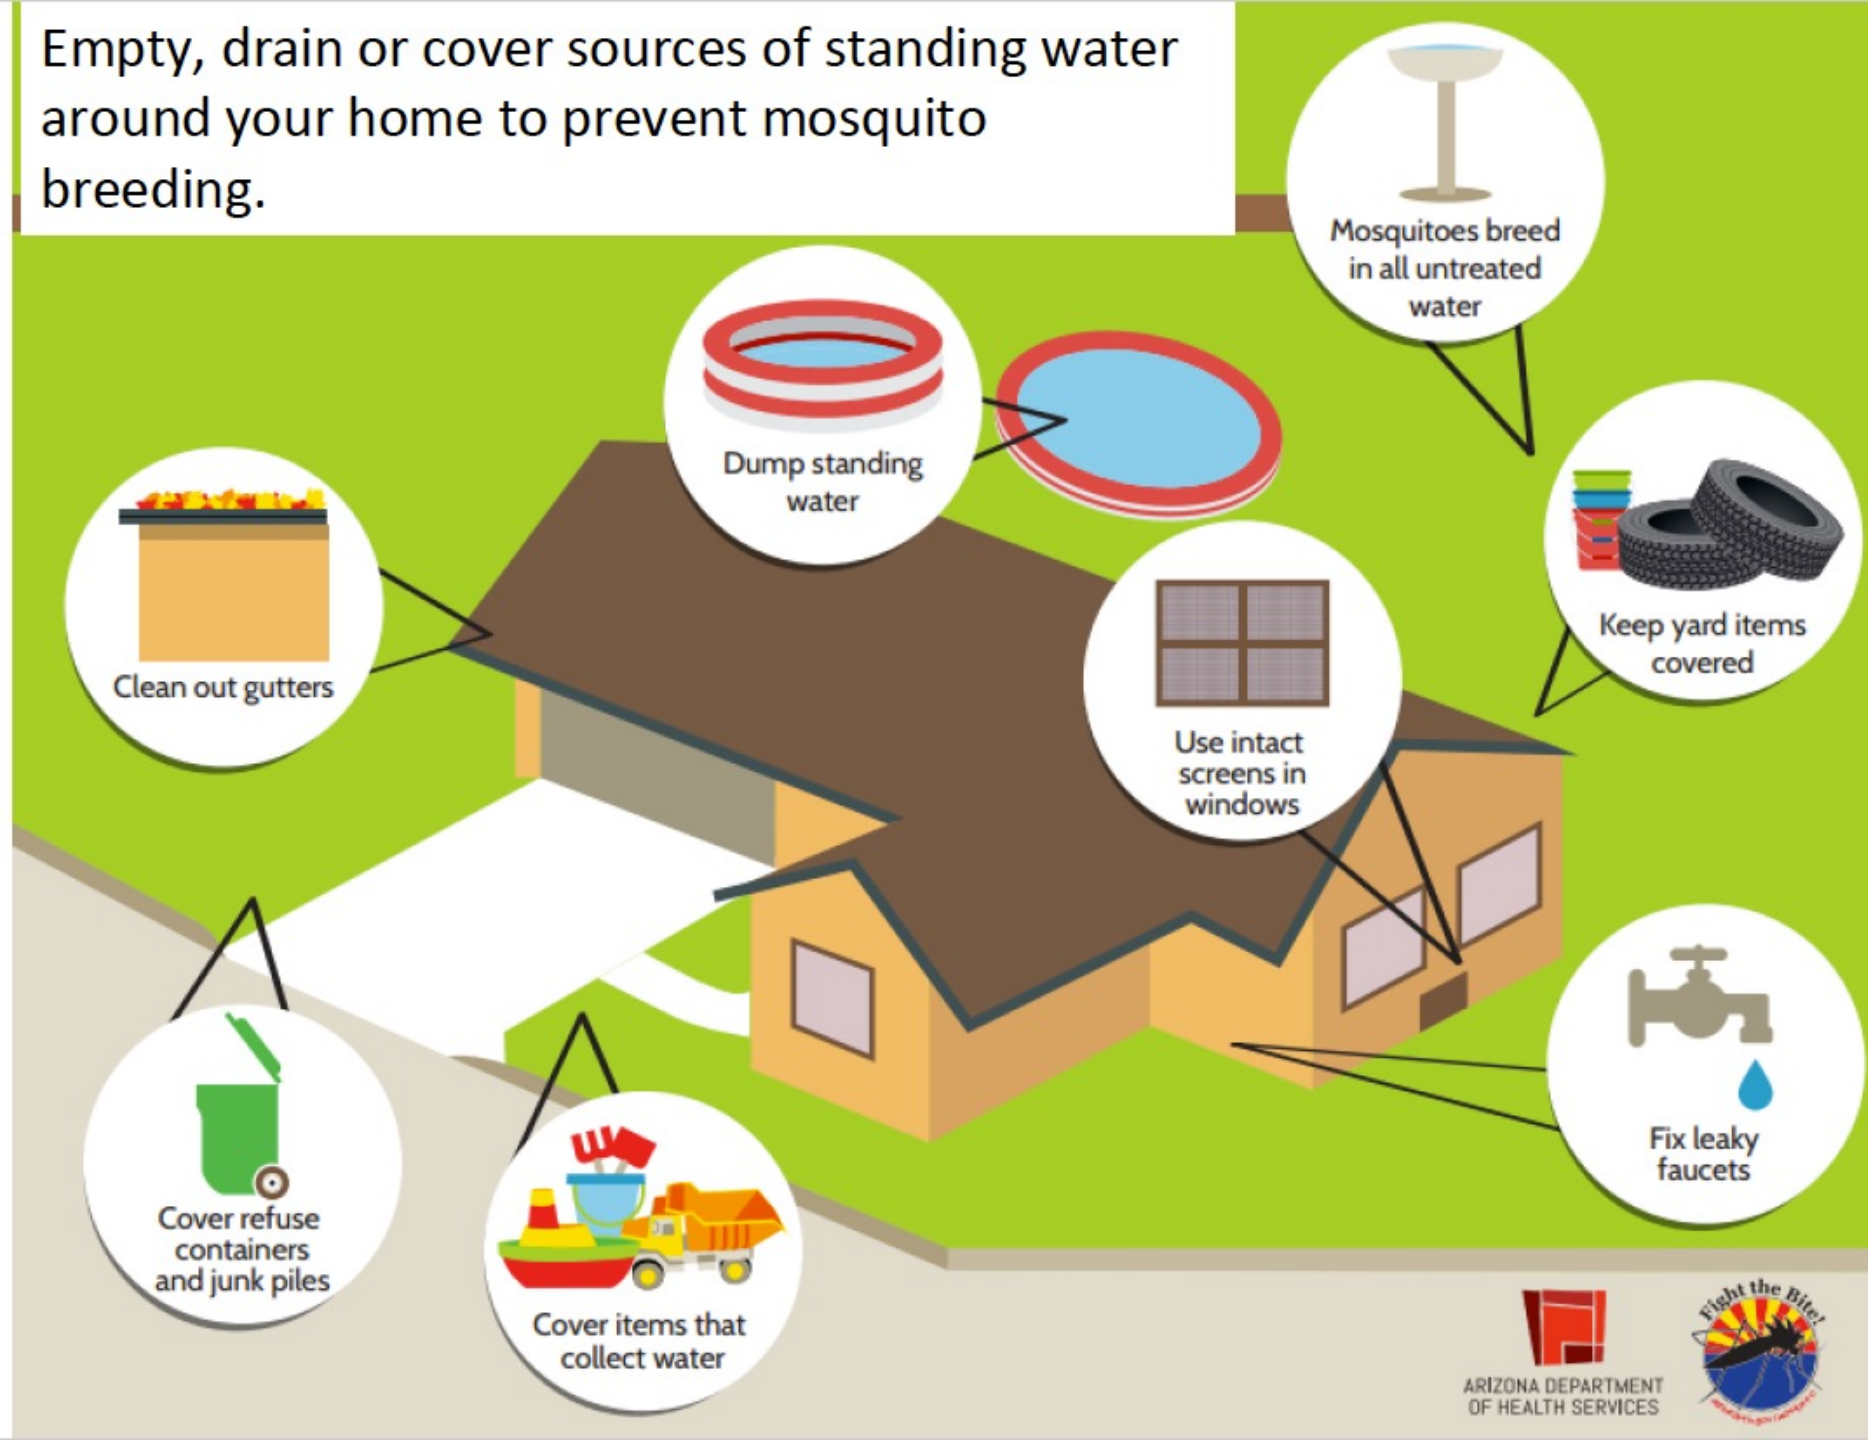 Empty, drain or cover sources of standing water
around your home to prevent mosquito
breeding.
Mosquitoes breed
in all untreated
water
Dump standing
water
Clean out gutters
Keep yard items
covered
Use intact
screens in
windows
Fix leaky
faucets
Cover refuse
containers
and junk piles
Cover items that
collect water
Fight the Bite!
ARIZONA DEPARTMENT
OF HEALTH SERVICES